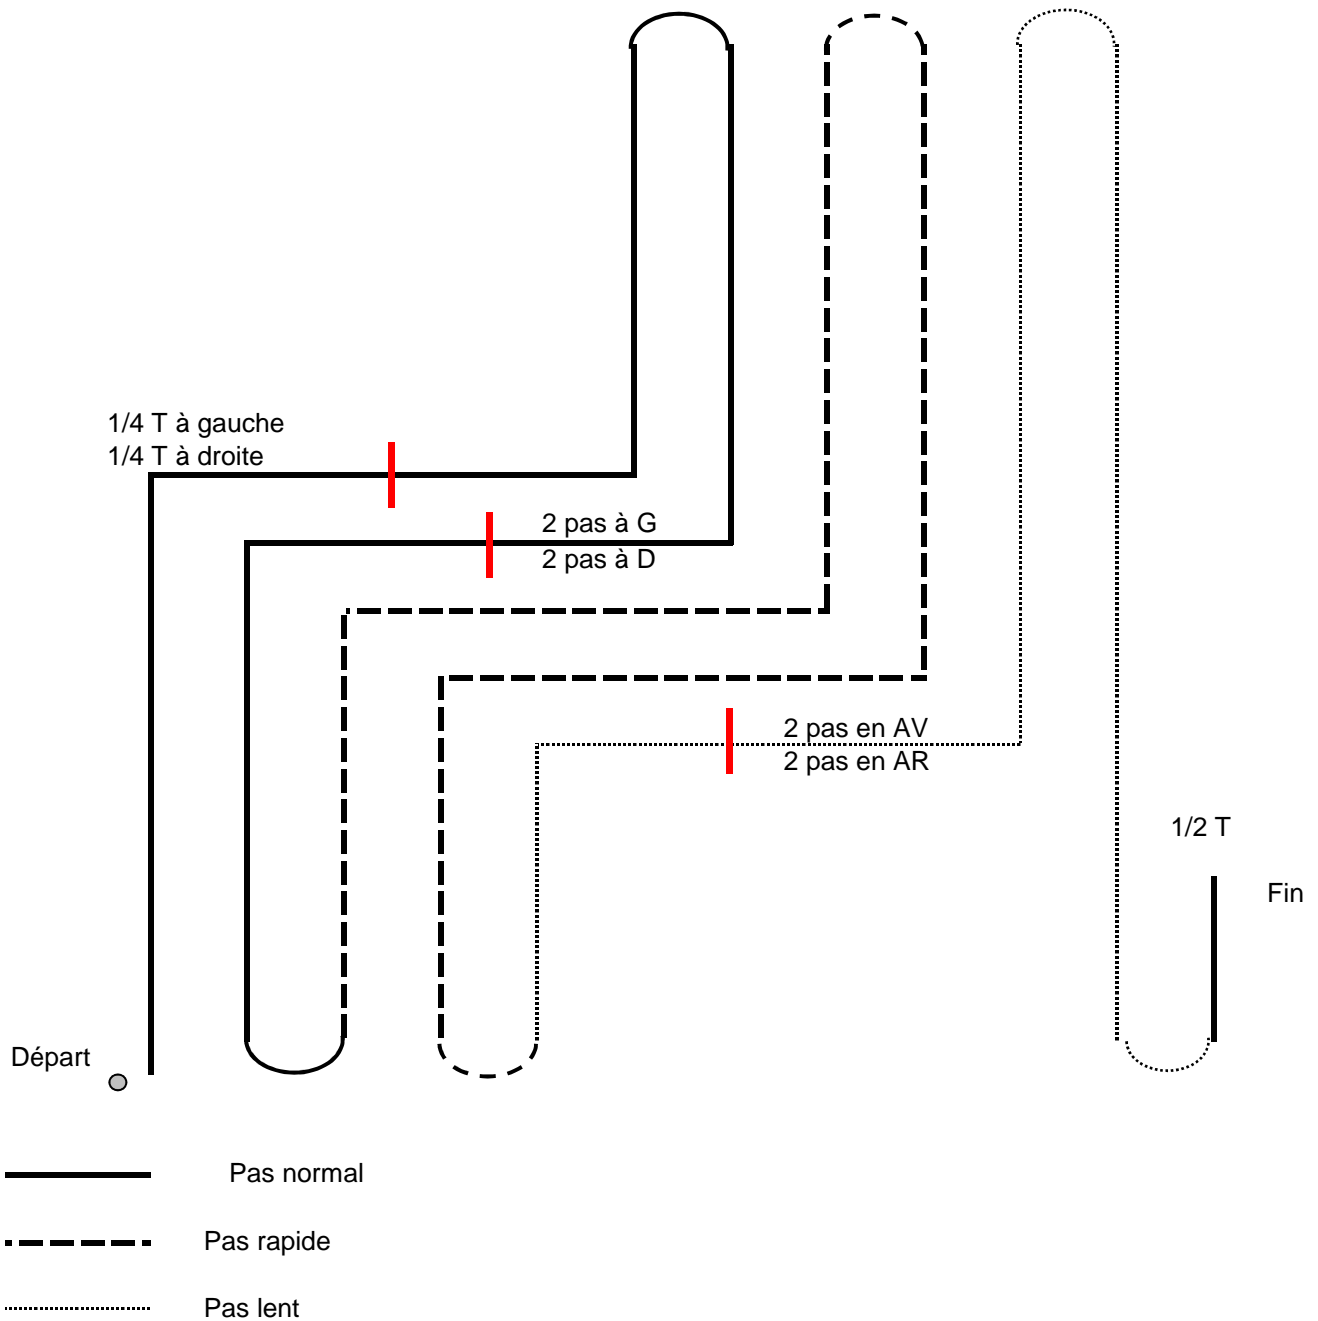 1/4 T à gauche
1/4 T à droite
2 pas à G
2 pas à D
2 pas en AV
2 pas en AR
1/2 T
Fin
Départ
Pas normal
Pas rapide
Pas lent